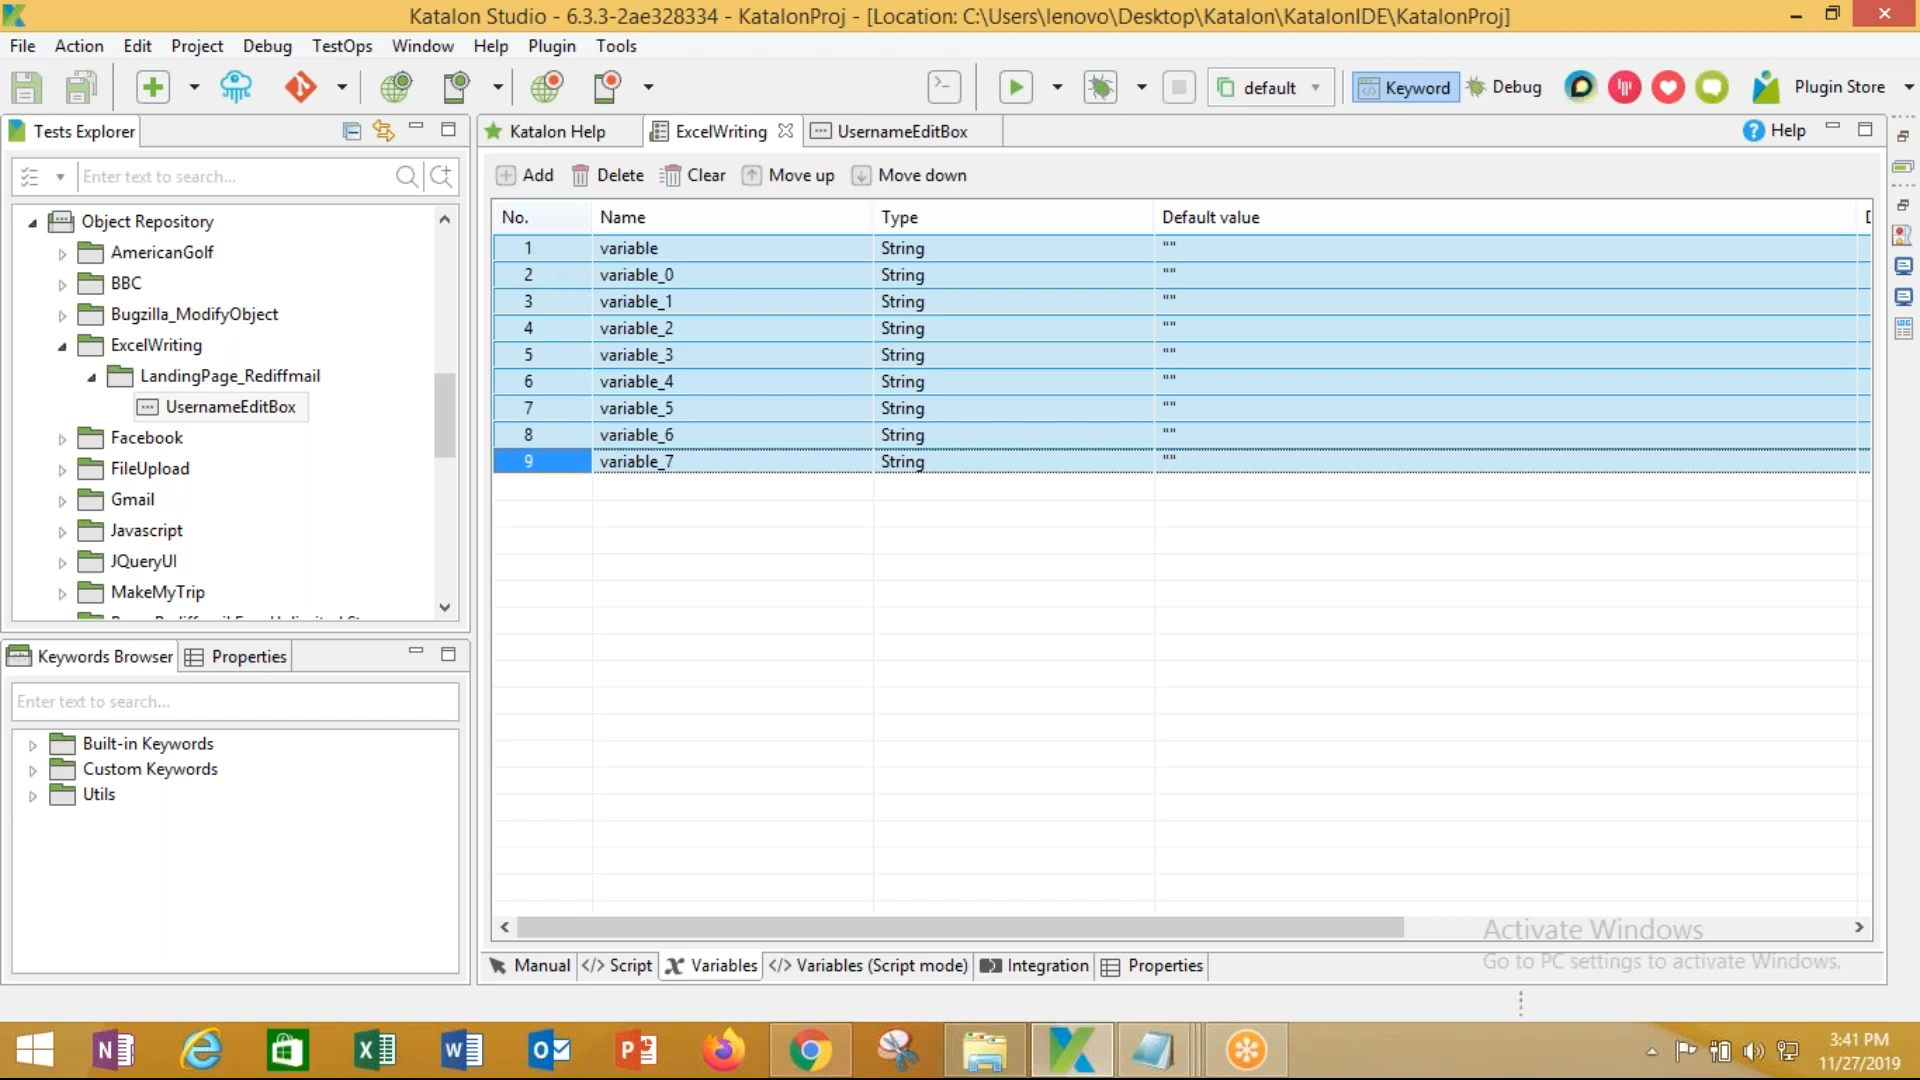 Katalon Studio - 6.3.3-2ae328334 - KatalonProj - [Location: C:\Users\lenovo\Desktop\Katalon\KatalonIDE\KatalonProj]
File Action Edit Project Debug TestOps Window Help Plugin Tools
default Keyword Debug Plugin Store
Tests Explorer
Katalon Help ExcelWriting UsernameEditBox Help
Enter text to search...
Add Delete Clear Move up Move down
Object Repository
AmericanGolf
BBC
Bugzilla_ModifyObject
ExcelWriting
LandingPage_Rediffmail
UsernameEditBox
Facebook
FileUpload
Gmail
Javascript
JQueryUI
MakeMyTrip
No. Name Type Default value
1 variable String ""
2 variable_0 String ""
3 variable_1 String ""
4 variable_2 String ""
5 variable_3 String ""
6 variable_4 String ""
7 variable_5 String ""
8 variable_6 String ""
9 variable_7 String ""
Keywords Browser Properties
Enter text to search...
Built-in Keywords
Custom Keywords
Utils
Manual </> Script Variables </> Variables (Script mode) Integration Properties
Activate Windows
Go to PC settings to activate Windows.
3:41 PM
11/27/2019